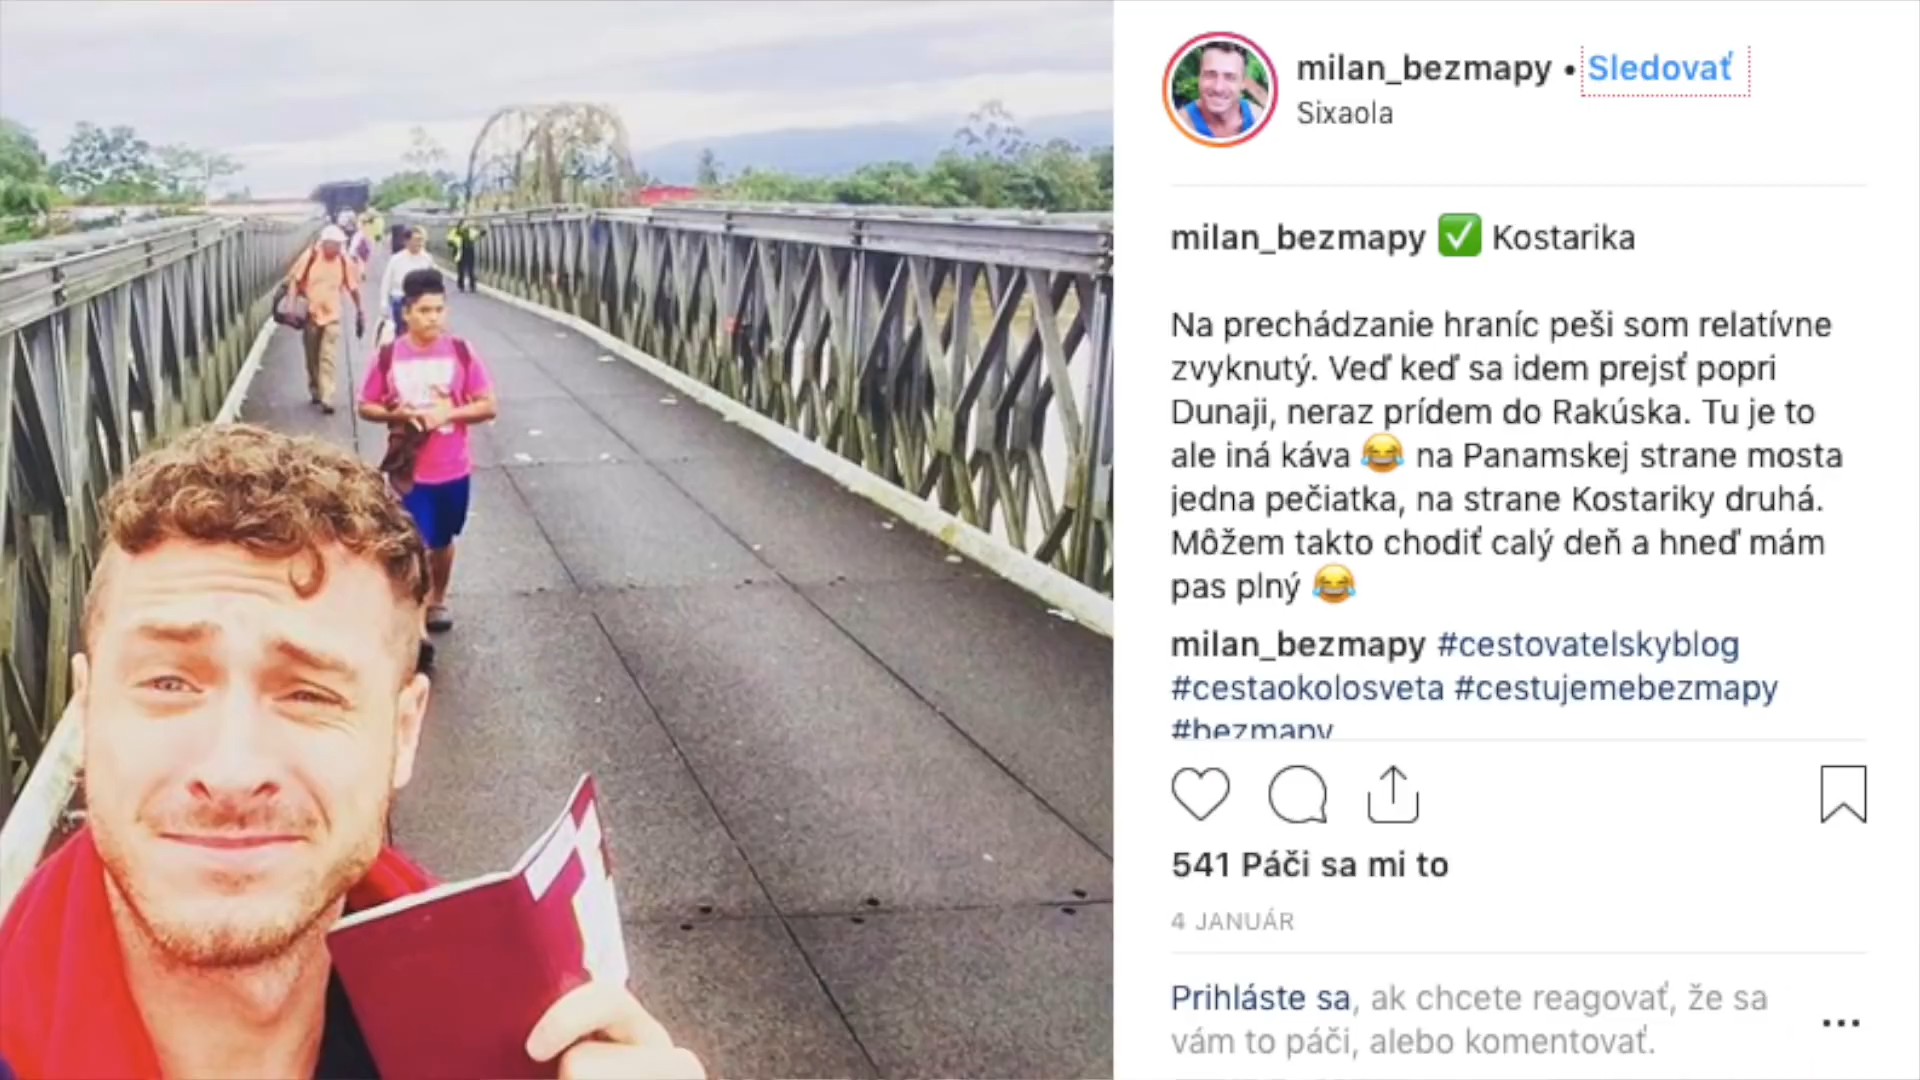 milan_bezmapy • Sledovať
Sixaola
milan_bezmapy ✅ Kostarika
Na prechádzanie hraníc peši som relatívne
zvyknutý. Veď keď sa idem prejsť popri
Dunaji, neraz prídem do Rakúska. Tu je to
ale iná káva 😂 na Panamskej strane mosta
jedna pečiatka, na strane Kostariky druhá.
Môžem takto chodiť calý deň a hneď mám
pas plný 😂
milan_bezmapy #cestovatelskyblog
#cestaokolosveta #cestujemebezmapy
#bezmapy
541 Páči sa mi to
4 JANUÁR
Prihláste sa, ak chcete reagovať, že sa
vám to páči, alebo komentovať.